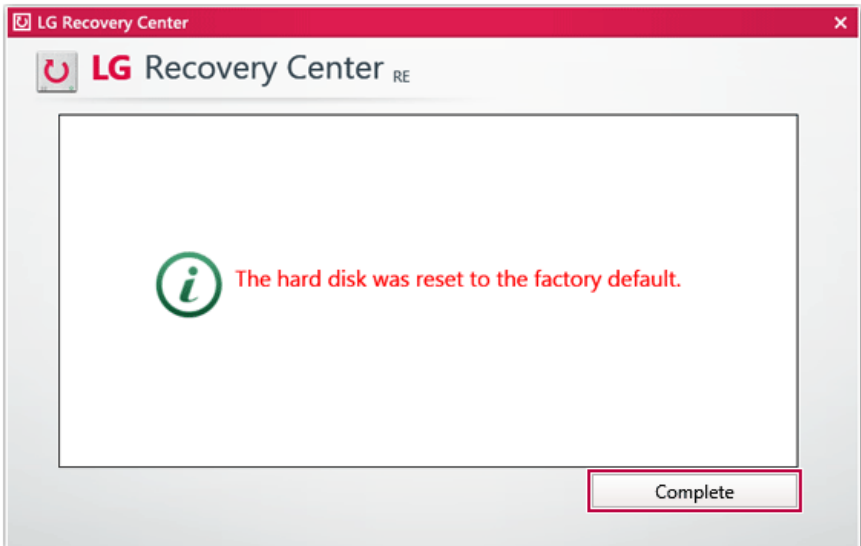 LG Recovery Center
LG Recovery Center RE
The hard disk was reset to the factory default.
Complete